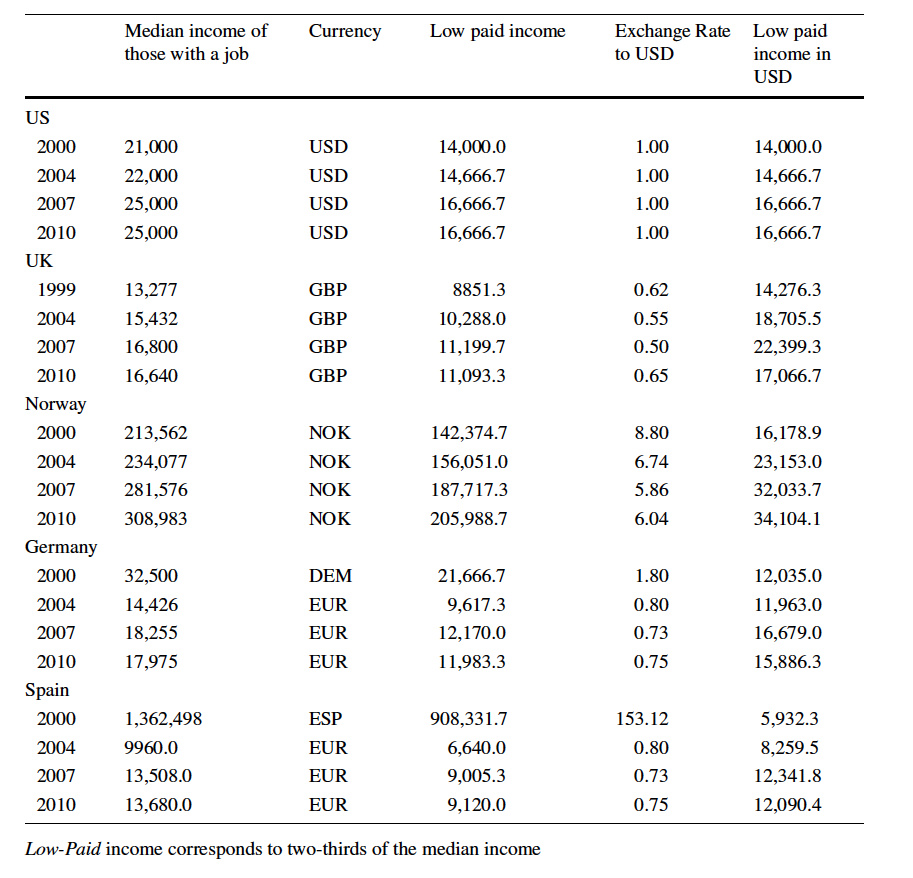 Median income of those with a job Currency Low paid income Exchange Rate to USD Low paid income in USD
US
2000 21,000 USD 14,000.0 1.00 14,000.0
2004 22,000 USD 14,666.7 1.00 14,666.7
2007 25,000 USD 16,666.7 1.00 16,666.7
2010 25,000 USD 16,666.7 1.00 16,666.7
UK
1999 13,277 GBP 8851.3 0.62 14,276.3
2004 15,432 GBP 10,288.0 0.55 18,705.5
2007 16,800 GBP 11,199.7 0.50 22,399.3
2010 16,640 GBP 11,093.3 0.65 17,066.7
Norway
2000 213,562 NOK 142,374.7 8.80 16,178.9
2004 234,077 NOK 156,051.0 6.74 23,153.0
2007 281,576 NOK 187,717.3 5.86 32,033.7
2010 308,983 NOK 205,988.7 6.04 34,104.1
Germany
2000 32,500 DEM 21,666.7 1.80 12,035.0
2004 14,426 EUR 9,617.3 0.80 11,963.0
2007 18,255 EUR 12,170.0 0.73 16,679.0
2010 17,975 EUR 11,983.3 0.75 15,886.3
Spain
2000 1,362,498 ESP 908,331.7 153.12 5,932.3
2004 9960.0 EUR 6,640.0 0.80 8,259.5
2007 13,508.0 EUR 9,005.3 0.73 12,341.8
2010 13,680.0 EUR 9,120.0 0.75 12,090.4
Low-Paid income corresponds to two-thirds of the median income